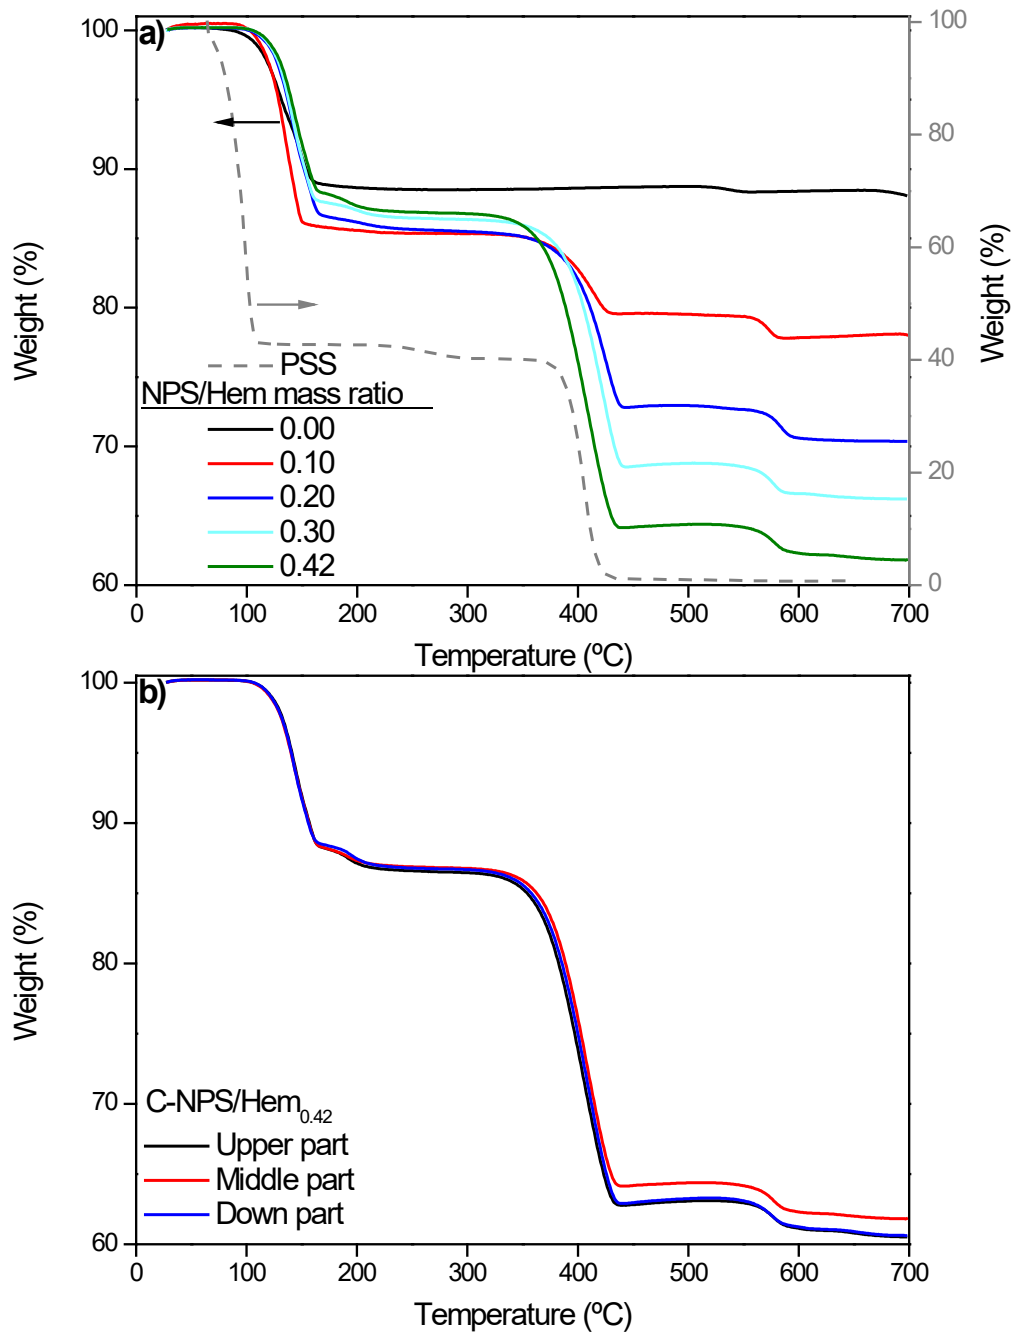 a)
100
90
80
70
60
Weight (%)
100
80
60
40
20
0
Weight (%)
PSS
NPS/Hem mass ratio
0.00
0.10
0.20
0.30
0.42
0 100 200 300 400 500 600 700
Temperature (ºC)
b)
100
90
80
70
60
Weight (%)
C-NPS/Hem0.42
Upper part
Middle part
Down part
0 100 200 300 400 500 600 700
Temperature (ºC)